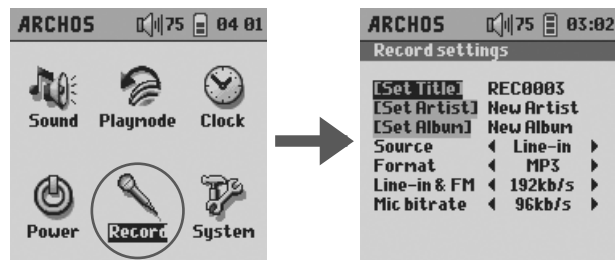 ARCHOS 75 04 01
Sound Playmode Clock
Power Record System
ARCHOS 75 03:02
Record settings
[Set Title] REC0003
[Set Artist] New Artist
[Set Album] New Album
Source Line-in
Format MP3
Line-in & FM 192kb/s
Mic bitrate 96kb/s